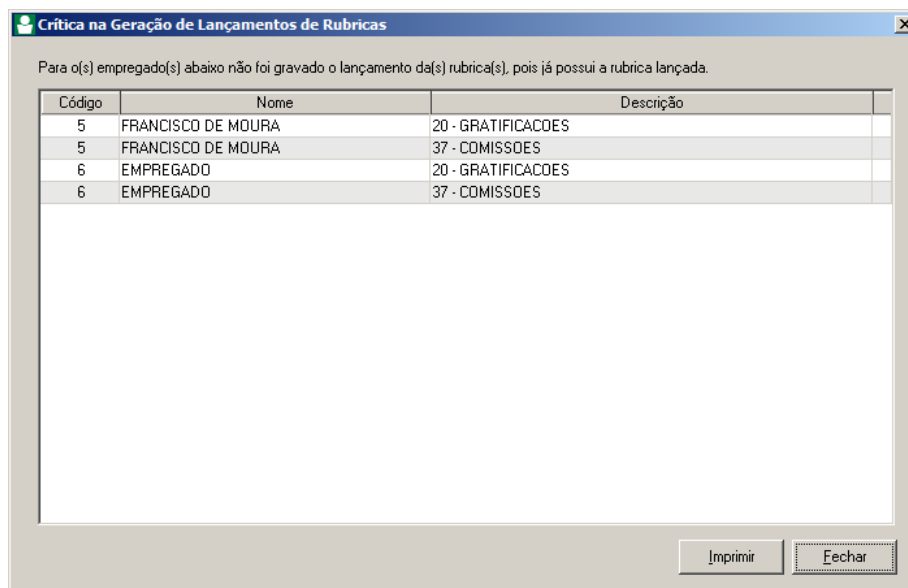 Crítica na Geração de Lançamentos de Rubricas
Para o(s) empregado(s) abaixo não foi gravado o lançamento da(s) rubrica(s), pois já possui a rubrica lançada.
Código Nome Descrição
5 FRANCISCO DE MOURA 20 - GRATIFICACOES
5 FRANCISCO DE MOURA 37 - COMISSOES
6 EMPREGADO 20 - GRATIFICACOES
6 EMPREGADO 37 - COMISSOES
Imprimir Fechar